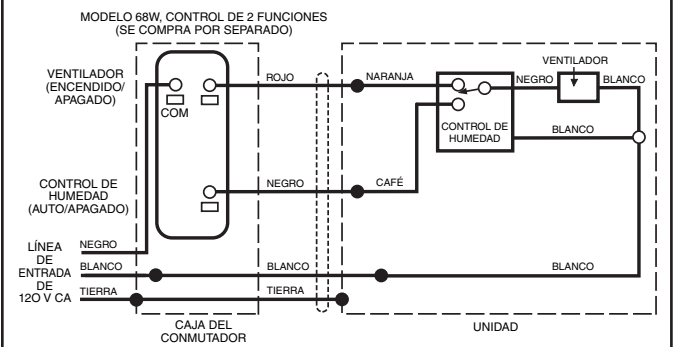 MODELO 68W, CONTROL DE 2 FUNCIONES
(SE COMPRA POR SEPARADO)
VENTILADOR
(ENCENDIDO/
APAGADO)
COM
ROJO
NARANJA
NEGRO
VENTILADOR
BLANCO
CONTROL DE
HUMEDAD
BLANCO
CONTROL DE
HUMEDAD
(AUTO/APAGADO)
NEGRO
CAFÉ
LÍNEA
DE
ENTRADA
DE
12O V CA
NEGRO
BLANCO
BLANCO
BLANCO
TIERRA
TIERRA
CAJA DEL
CONMUTADOR
UNIDAD